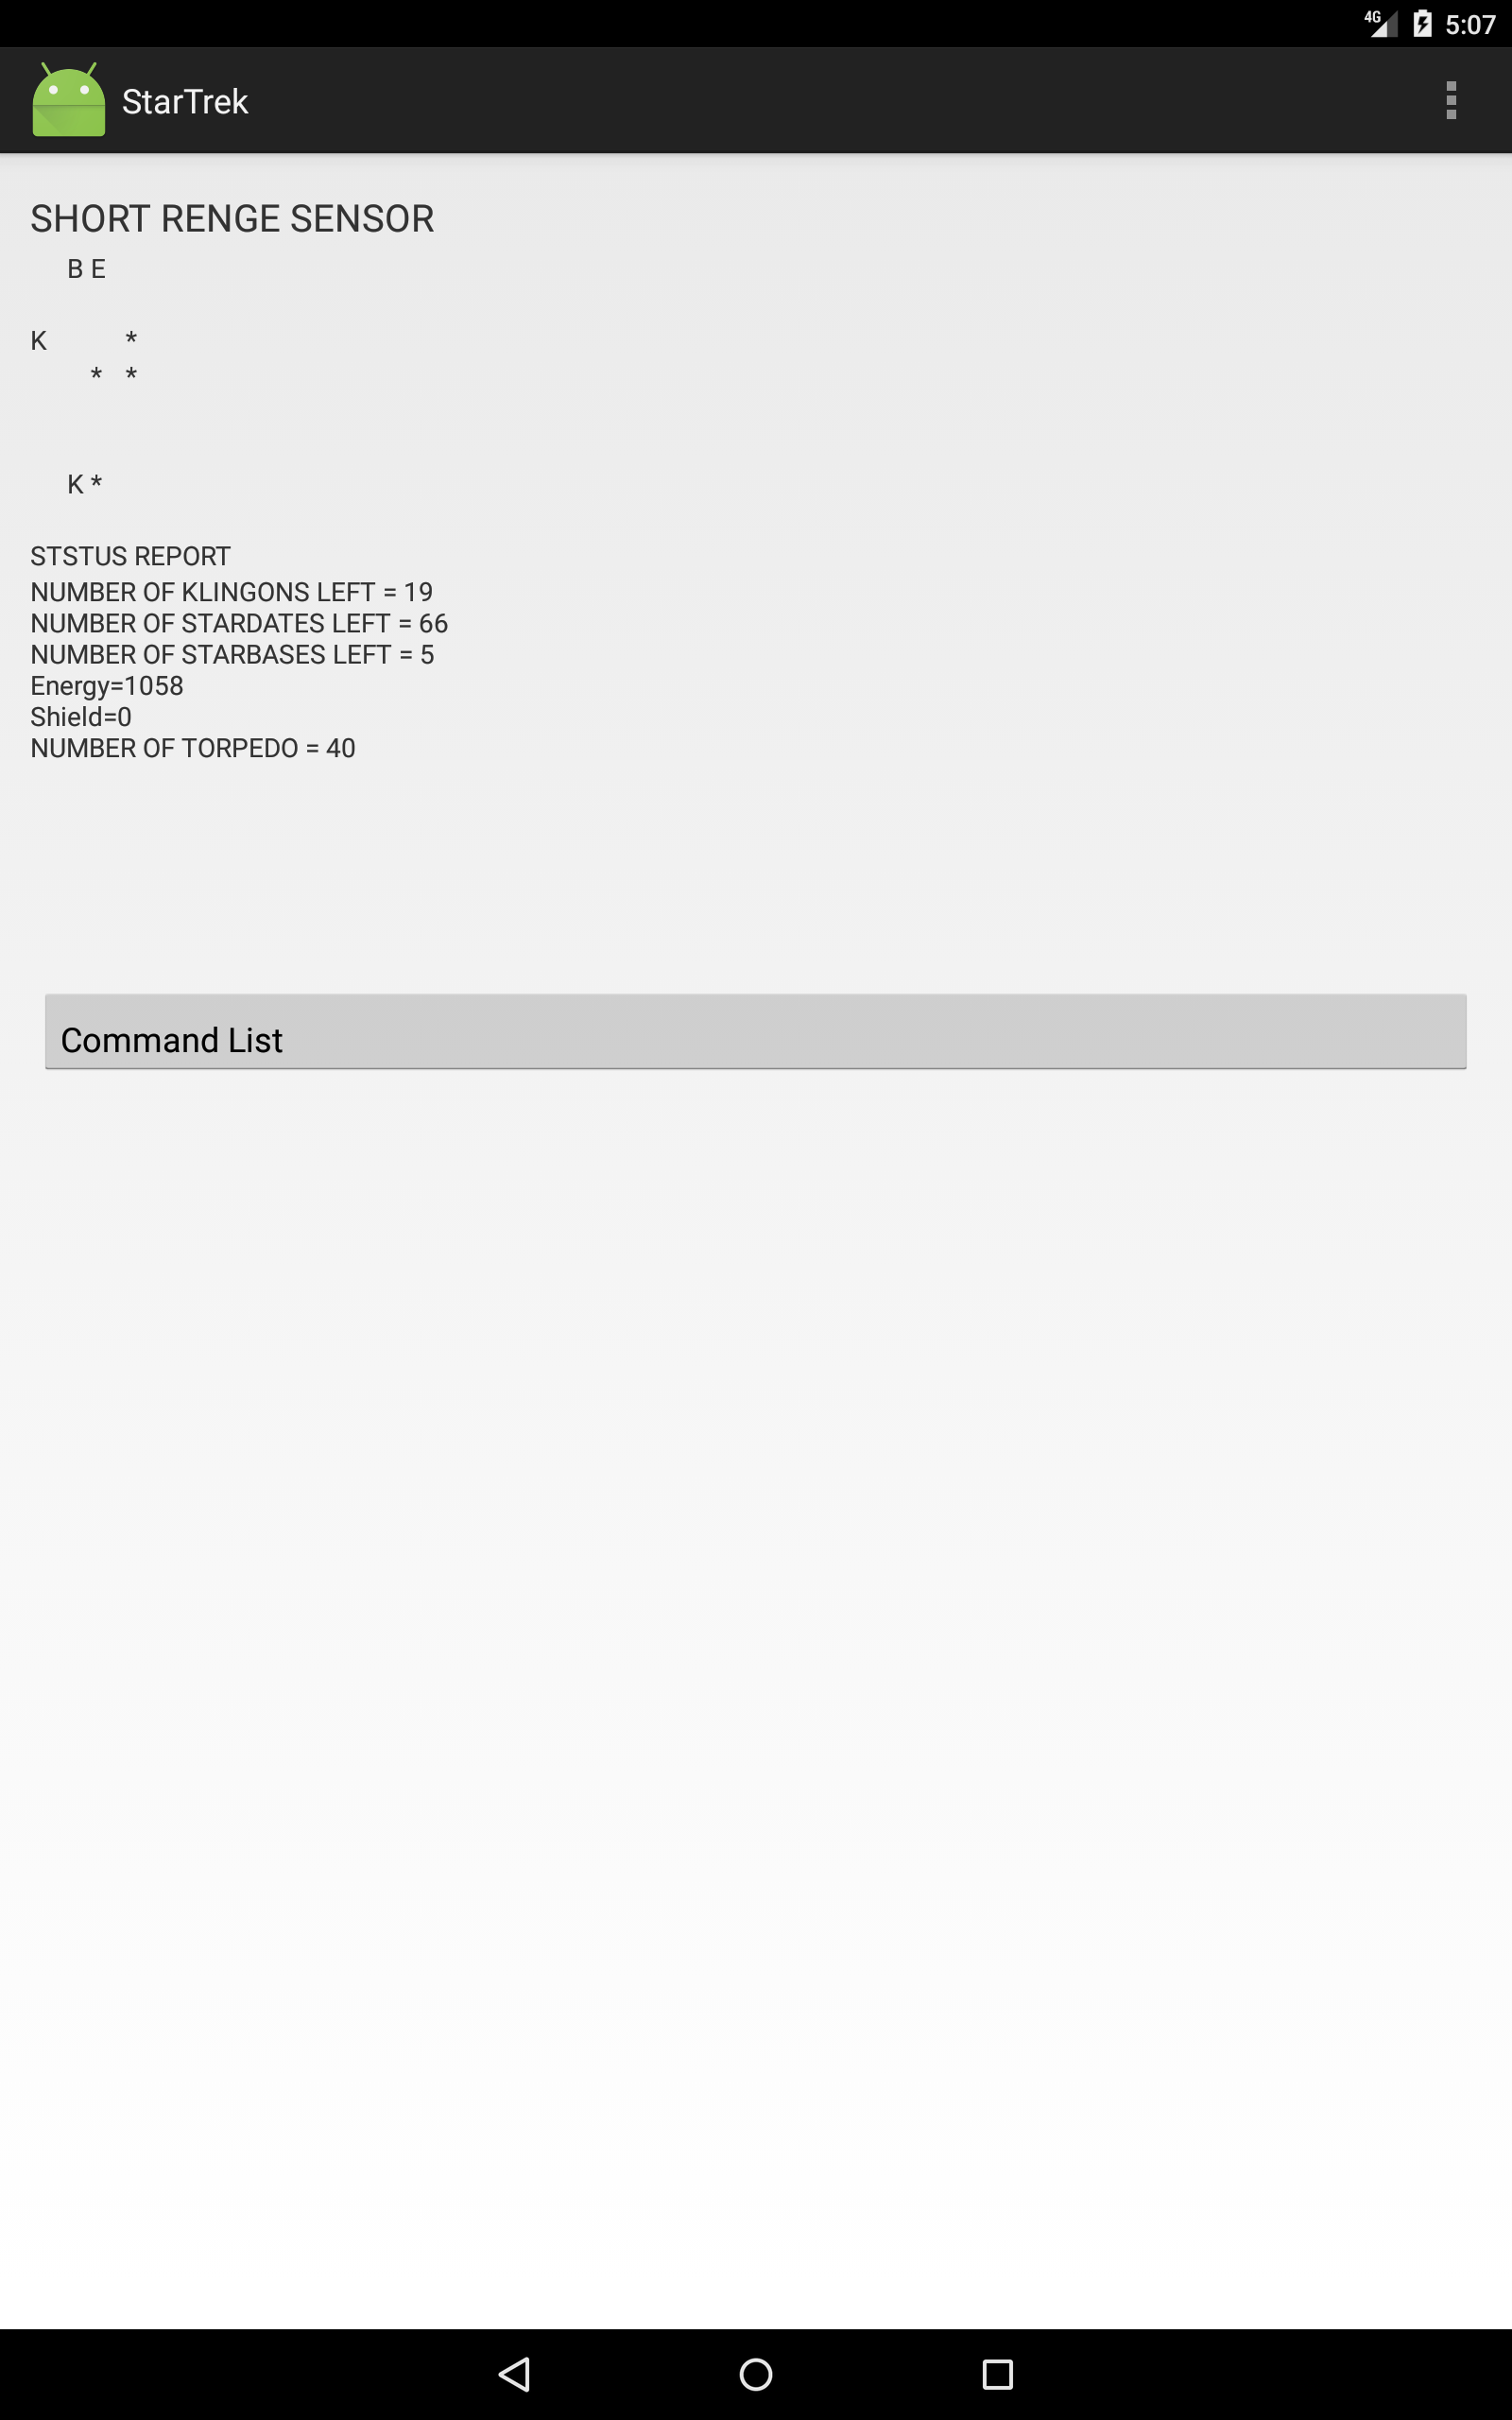 4G 5:07
StarTrek
SHORT RENGE SENSOR
B E
K *
* *
K *
STSTUS REPORT
NUMBER OF KLINGONS LEFT = 19
NUMBER OF STARDATES LEFT = 66
NUMBER OF STARBASES LEFT = 5
Energy=1058
Shield=0
NUMBER OF TORPEDO = 40
Command List